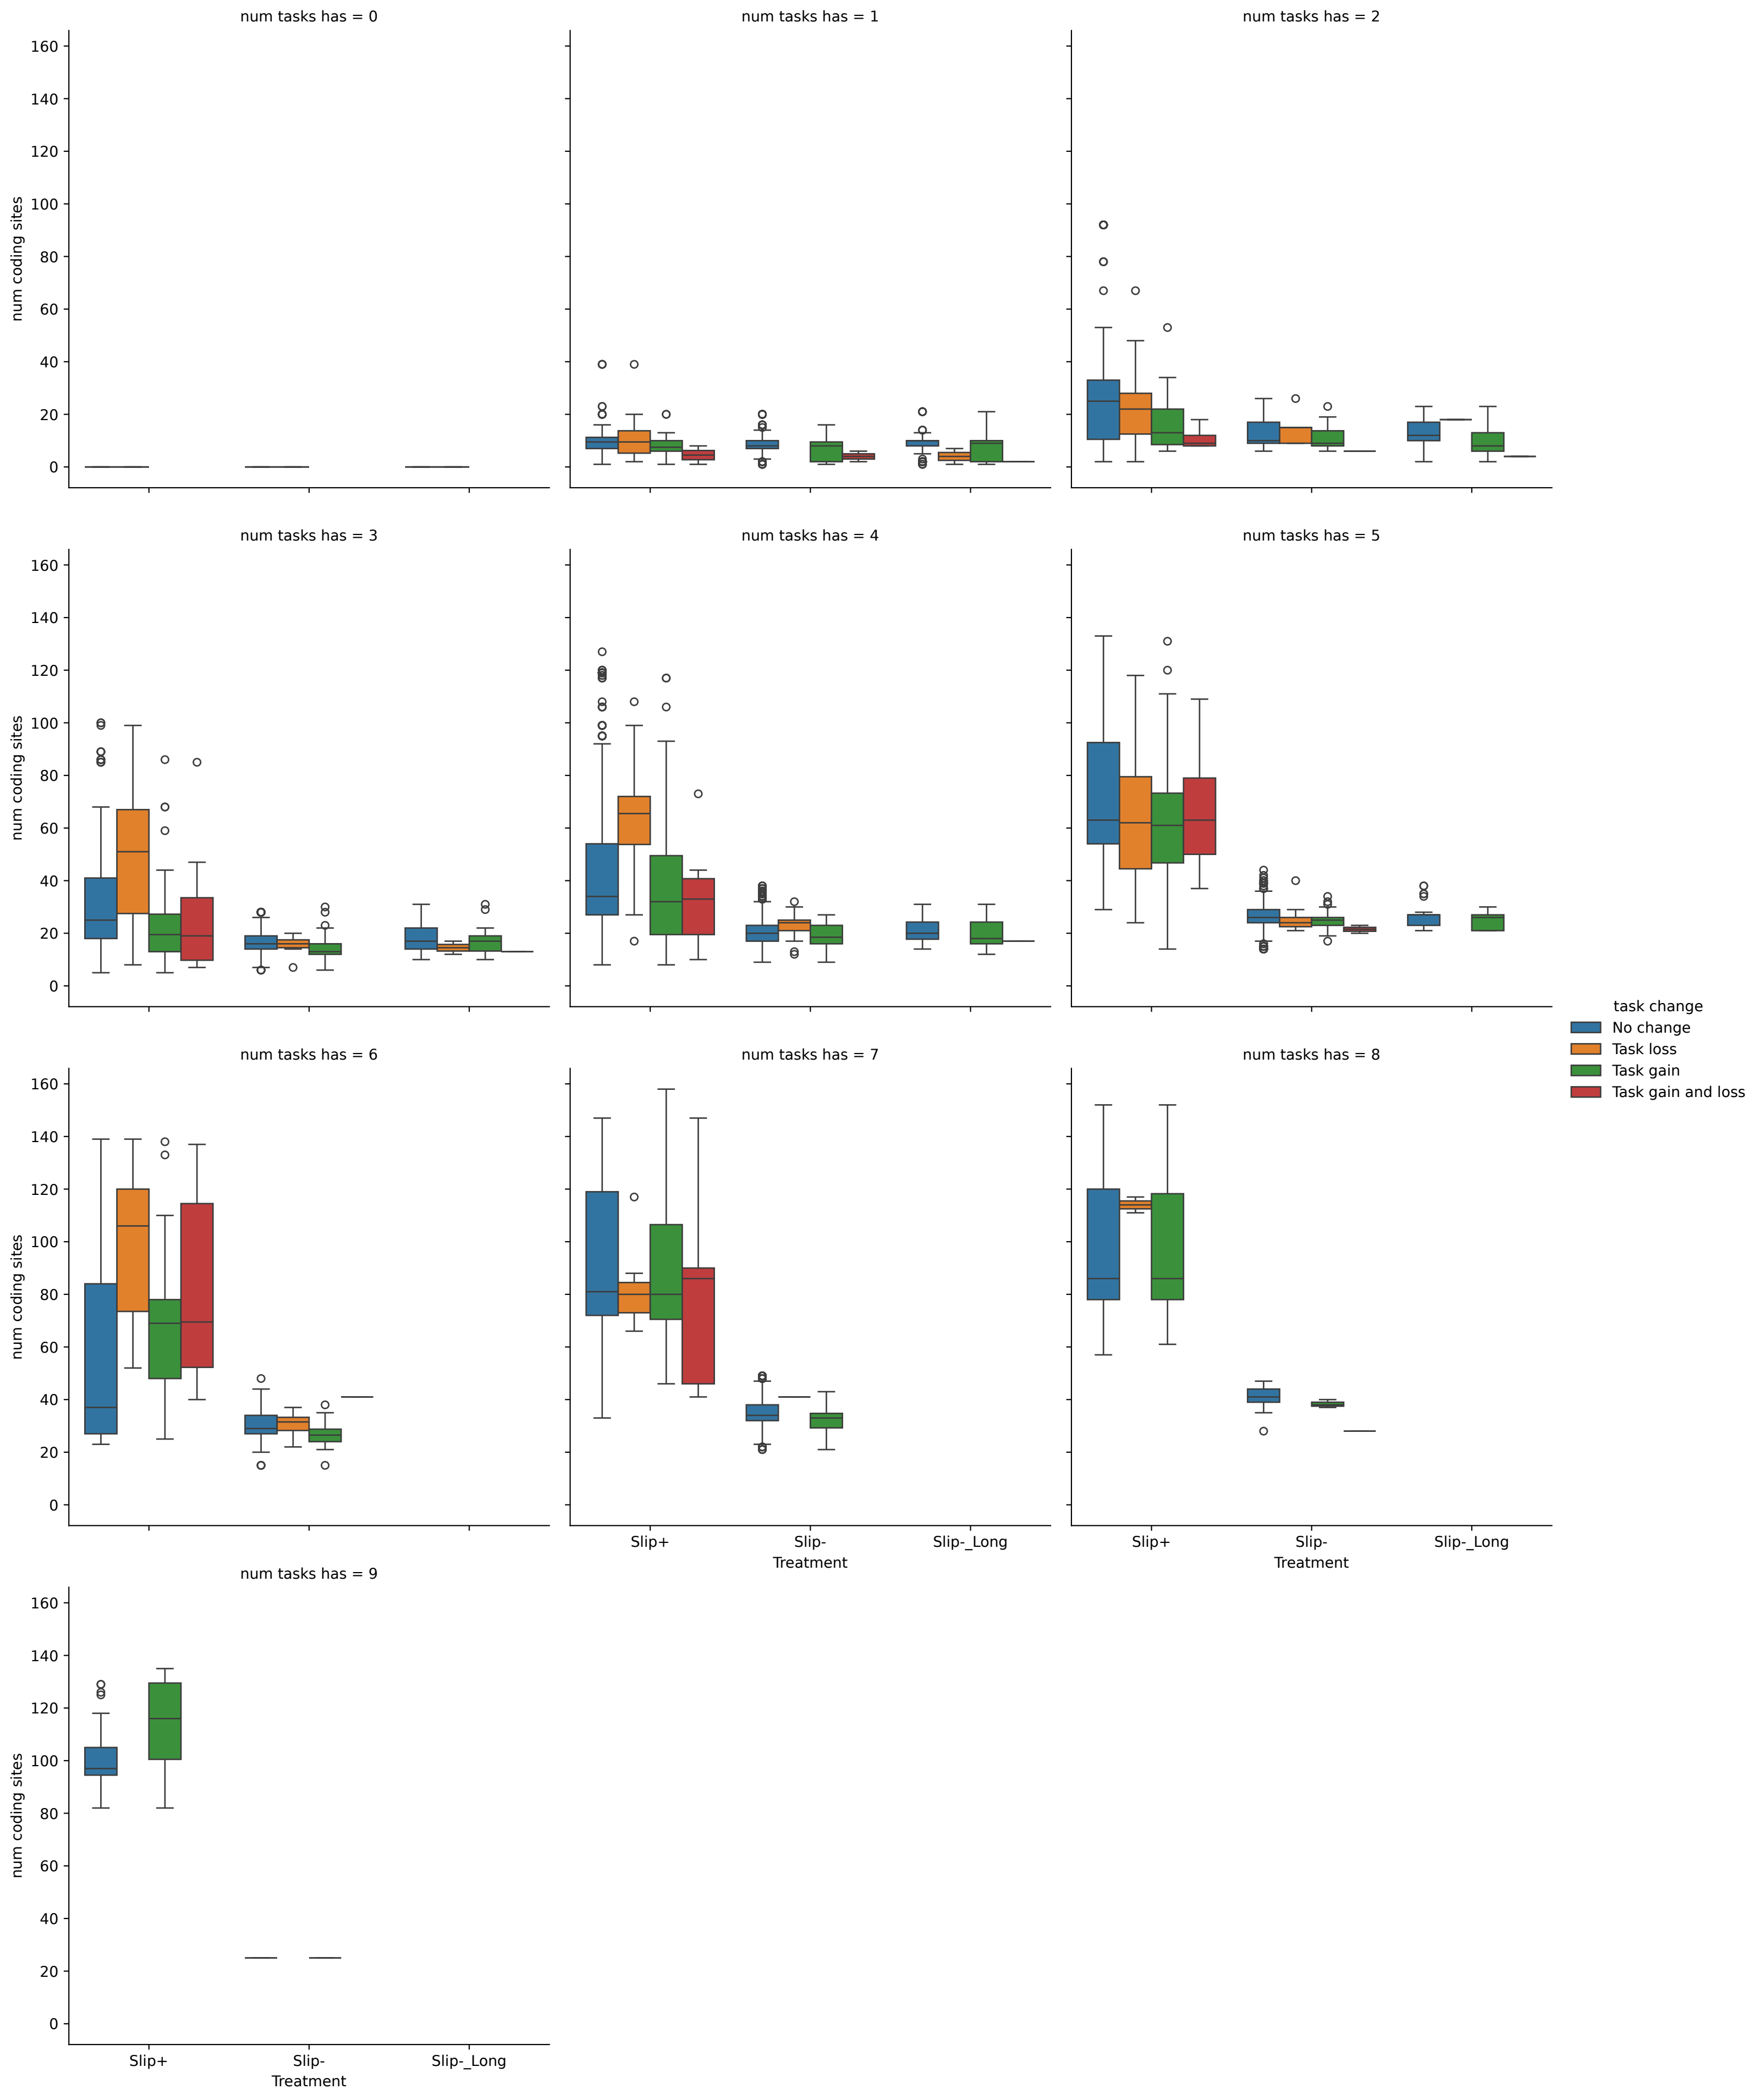 num tasks has = 0
num tasks has = 1
num tasks has = 2
160
140
120
100
80
60
40
20
0
num coding sites
num tasks has = 3
num tasks has = 4
num tasks has = 5
160
140
120
100
80
60
40
20
0
num coding sites
task change
No change
Task loss
Task gain
Task gain and loss
num tasks has = 6
num tasks has = 7
num tasks has = 8
160
140
120
100
80
60
40
20
0
num coding sites
Slip+ Slip- Slip-_Long
Treatment
Slip+ Slip- Slip-_Long
Treatment
num tasks has = 9
160
140
120
100
80
60
40
20
0
num coding sites
Slip+ Slip- Slip-_Long
Treatment